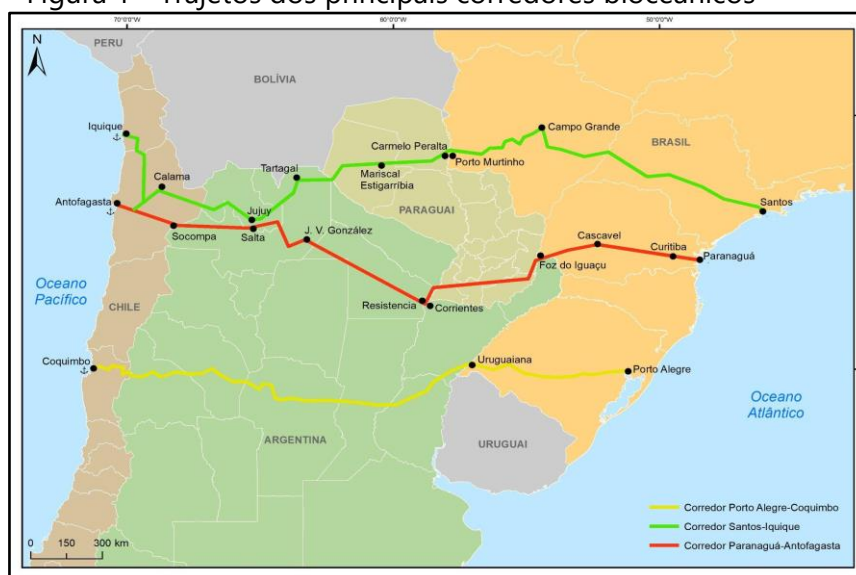 Figura 1 – Trajetos dos principais corredores bioceânicos
70°0'0"W
60°0'0"W
50°0'0"W
N
PERU
BOLÍVIA
BRASIL
Iquique
Campo Grande
Carmelo Peralta
Porto Murtinho
Tartagal
Mariscal
Estigarríbia
Calama
PARAGUAI
Antofagasta
Jujuy
Santos
Salta
J. V. González
Socompa
Cascavel
Curitiba
Paranaguá
Foz do Iguaçu
Oceano
Pacífico
CHILE
Resistencia
Corrientes
Coquimbo
Uruguaiana
Porto Alegre
Oceano
Atlântico
ARGENTINA
URUGUAI
Corredor Porto Alegre-Coquimbo
Corredor Santos-Iquique
Corredor Paranaguá-Antofagasta
0 150 300 km